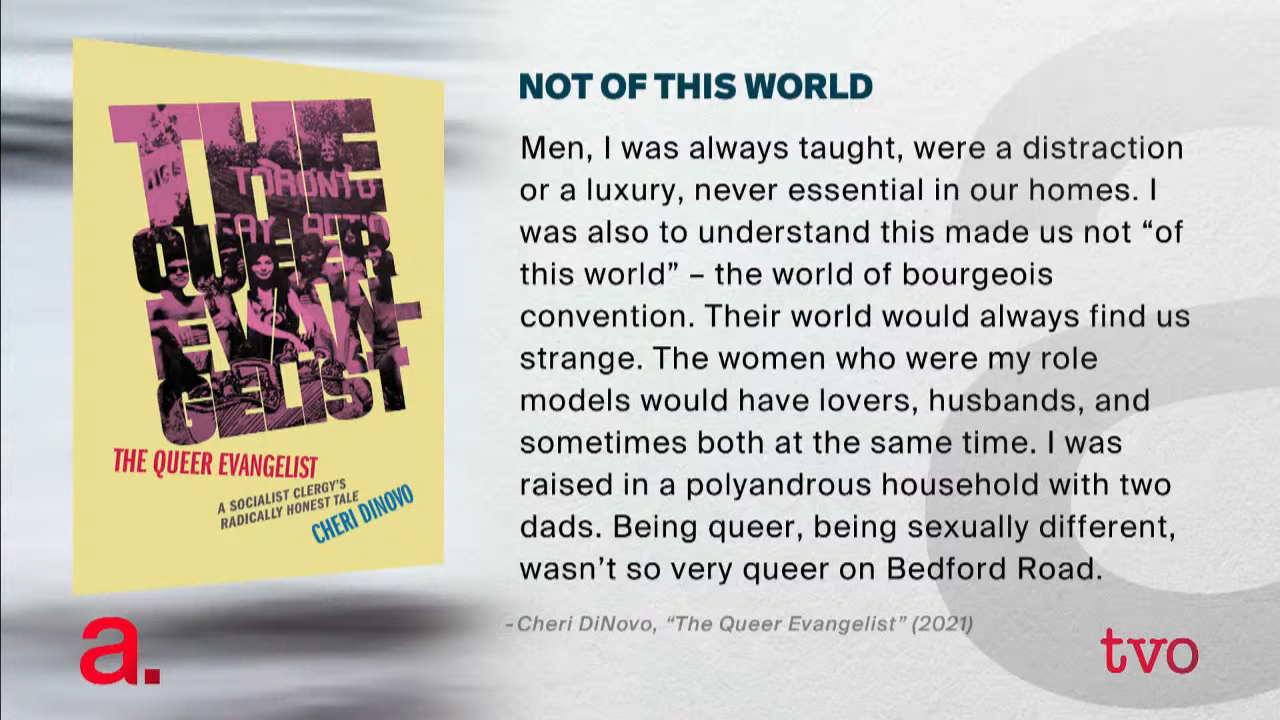 THE
TORONTO
QUEER
EVAN-
GELIST
THE QUEER EVANGELIST
A SOCIALIST CLERGY'S
RADICALLY HONEST TALE
CHERI DINOVO
NOT OF THIS WORLD
Men, I was always taught, were a distraction
or a luxury, never essential in our homes. I
was also to understand this made us not “of
this world” – the world of bourgeois
convention. Their world would always find us
strange. The women who were my role
models would have lovers, husbands, and
sometimes both at the same time. I was
raised in a polyandrous household with two
dads. Being queer, being sexually different,
wasn’t so very queer on Bedford Road.
- Cheri DiNovo, “The Queer Evangelist” (2021)
a.
tvo